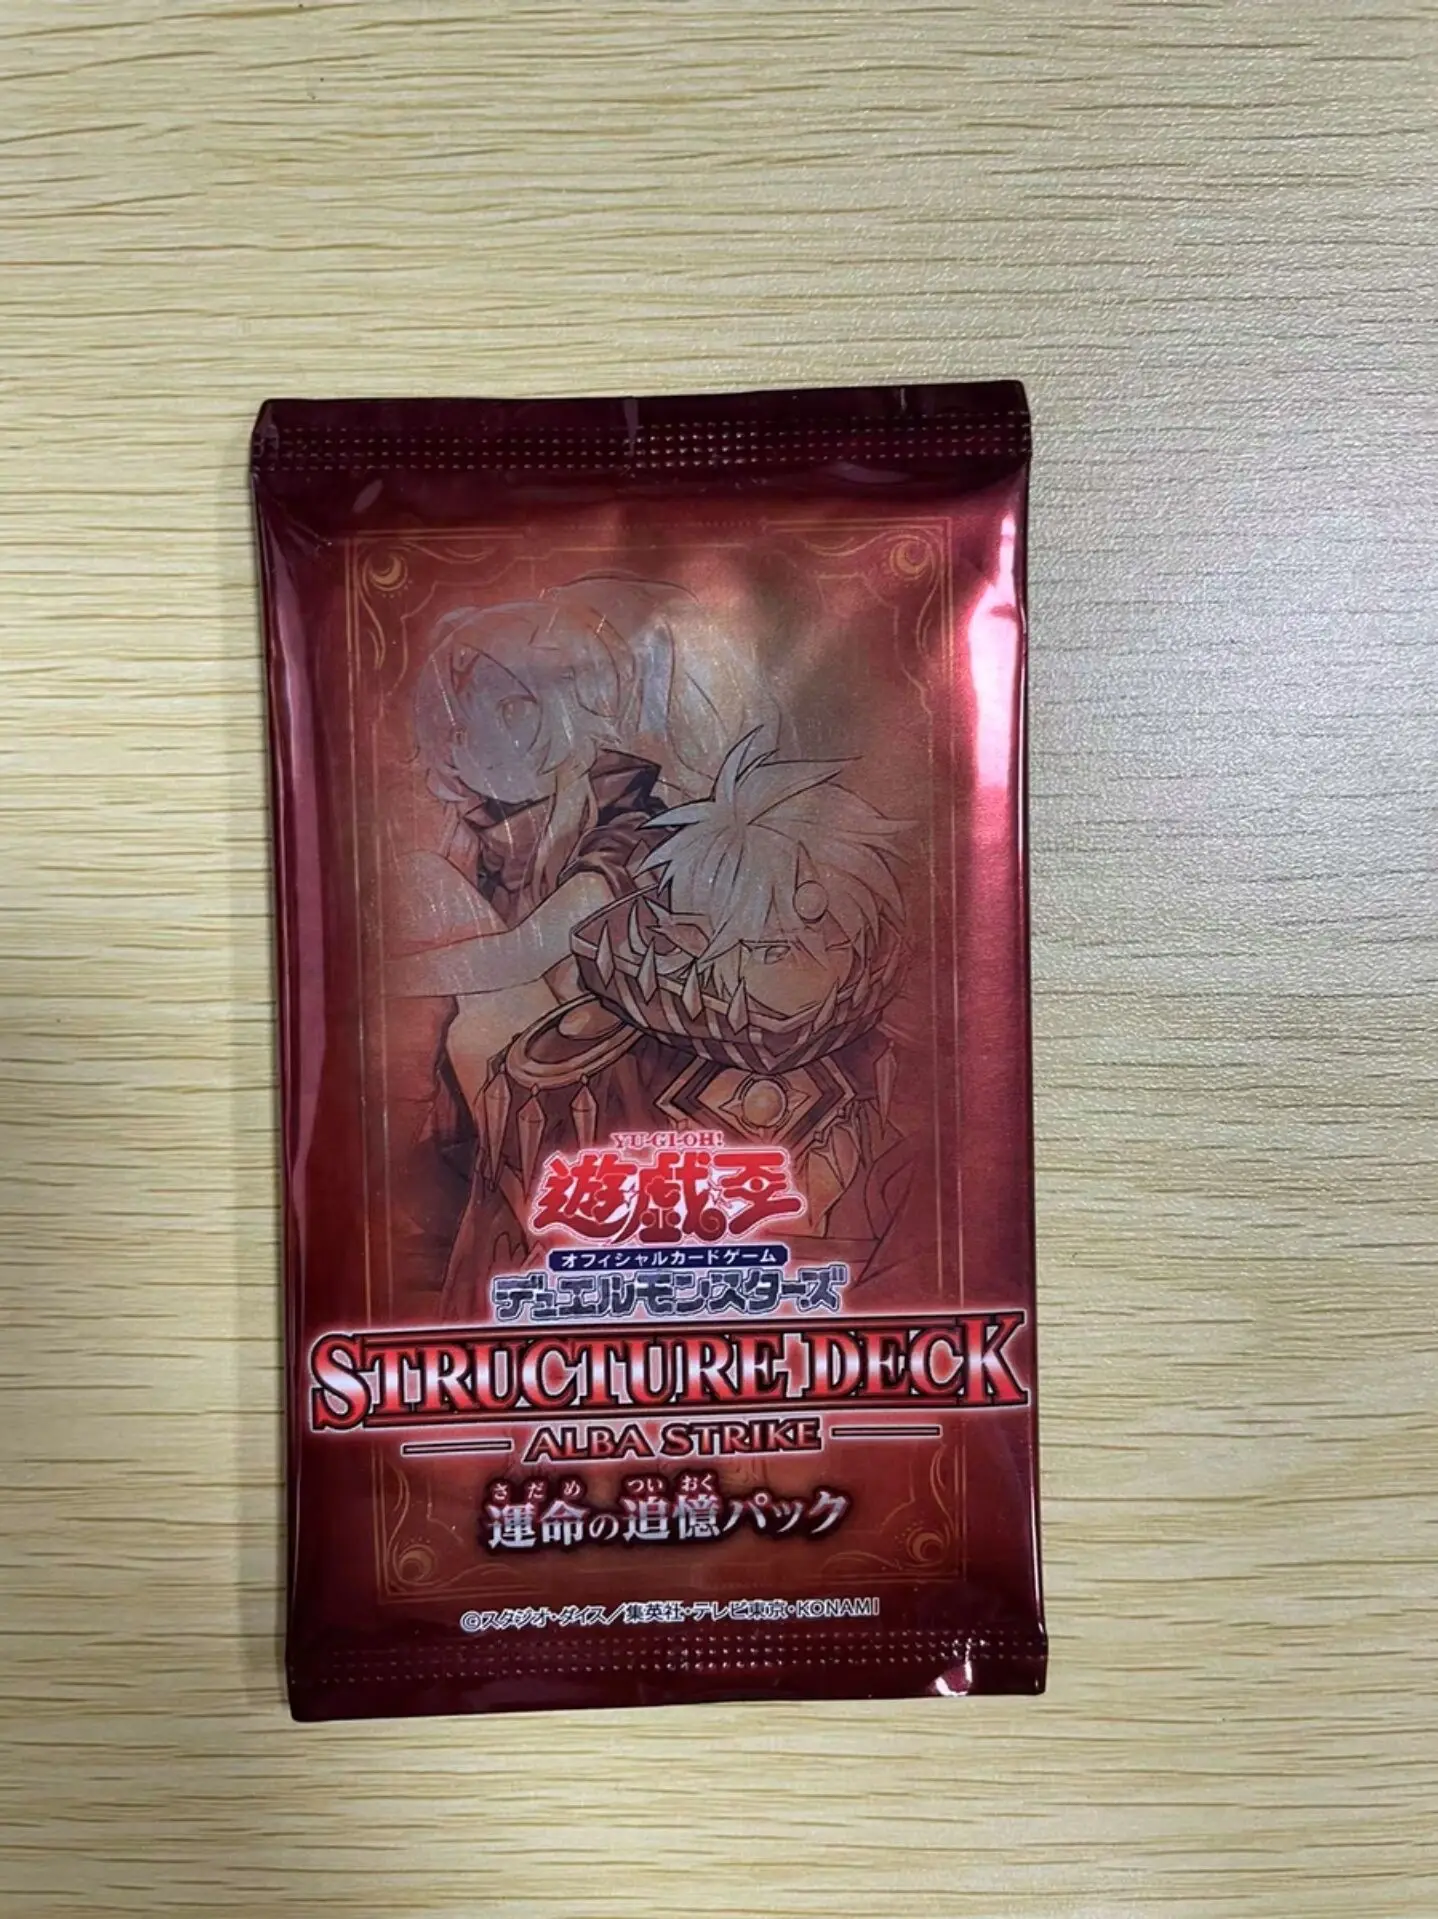 YU-GI-OH!
遊戯王
オフィシャルカードゲーム
デュエルモンスターズ
STRUCTURE DECK
ALBA STRIKE
さだめ ついおく
運命の追憶パック
©スタジオ・ダイス/集英社・テレビ東京・KONAMI